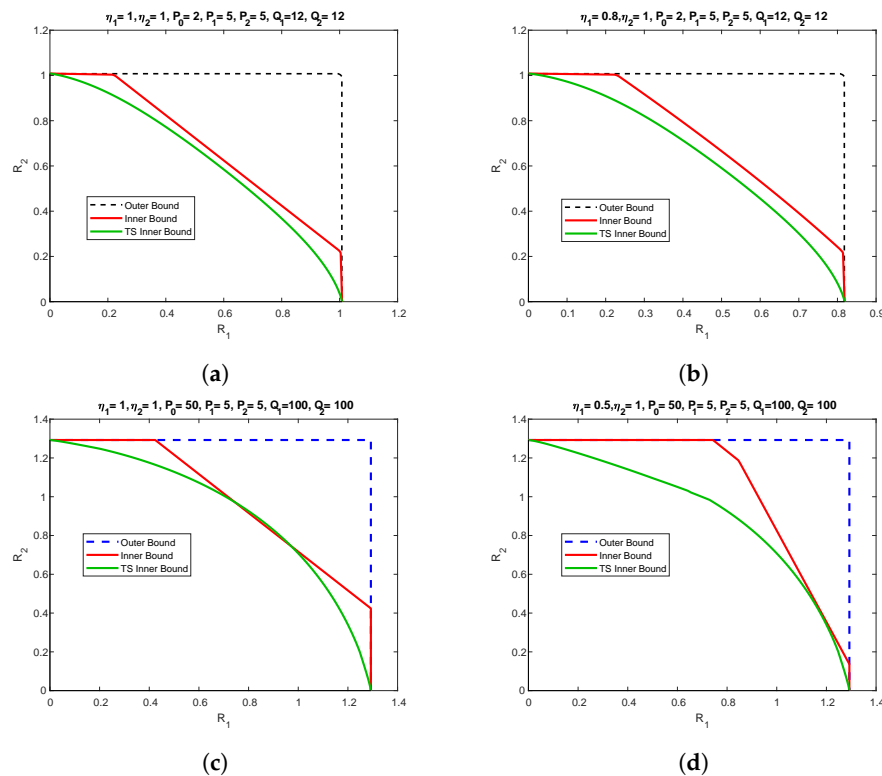 η1= 1, η2= 1, P0= 2, P1= 5, P2= 5, Q1=12, Q2= 12
1.2
1
0.8
0.6
0.4
0.2
0
R2
Outer Bound
Inner Bound
TS Inner Bound
0 0.2 0.4 0.6 0.8 1 1.2
R1
(a)
η1= 0.8,η2= 1, P0= 2, P1= 5, P2= 5, Q1=12, Q2= 12
1.2
1
0.8
0.6
0.4
0.2
0
R2
Outer Bound
Inner Bound
TS Inner Bound
0 0.1 0.2 0.3 0.4 0.5 0.6 0.7 0.8 0.9
R1
(b)
η1= 1, η2= 1, P0= 50, P1= 5, P2= 5, Q1=100, Q2= 100
1.4
1.2
1
0.8
0.6
0.4
0.2
0
R2
Outer Bound
Inner Bound
TS Inner Bound
0 0.2 0.4 0.6 0.8 1 1.2 1.4
R1
(c)
η1= 0.5,η2= 1, P0= 50, P1= 5, P2= 5, Q1=100, Q2= 100
1.4
1.2
1
0.8
0.6
0.4
0.2
0
R2
Outer Bound
Inner Bound
TS Inner Bound
0 0.2 0.4 0.6 0.8 1 1.2 1.4
R1
(d)